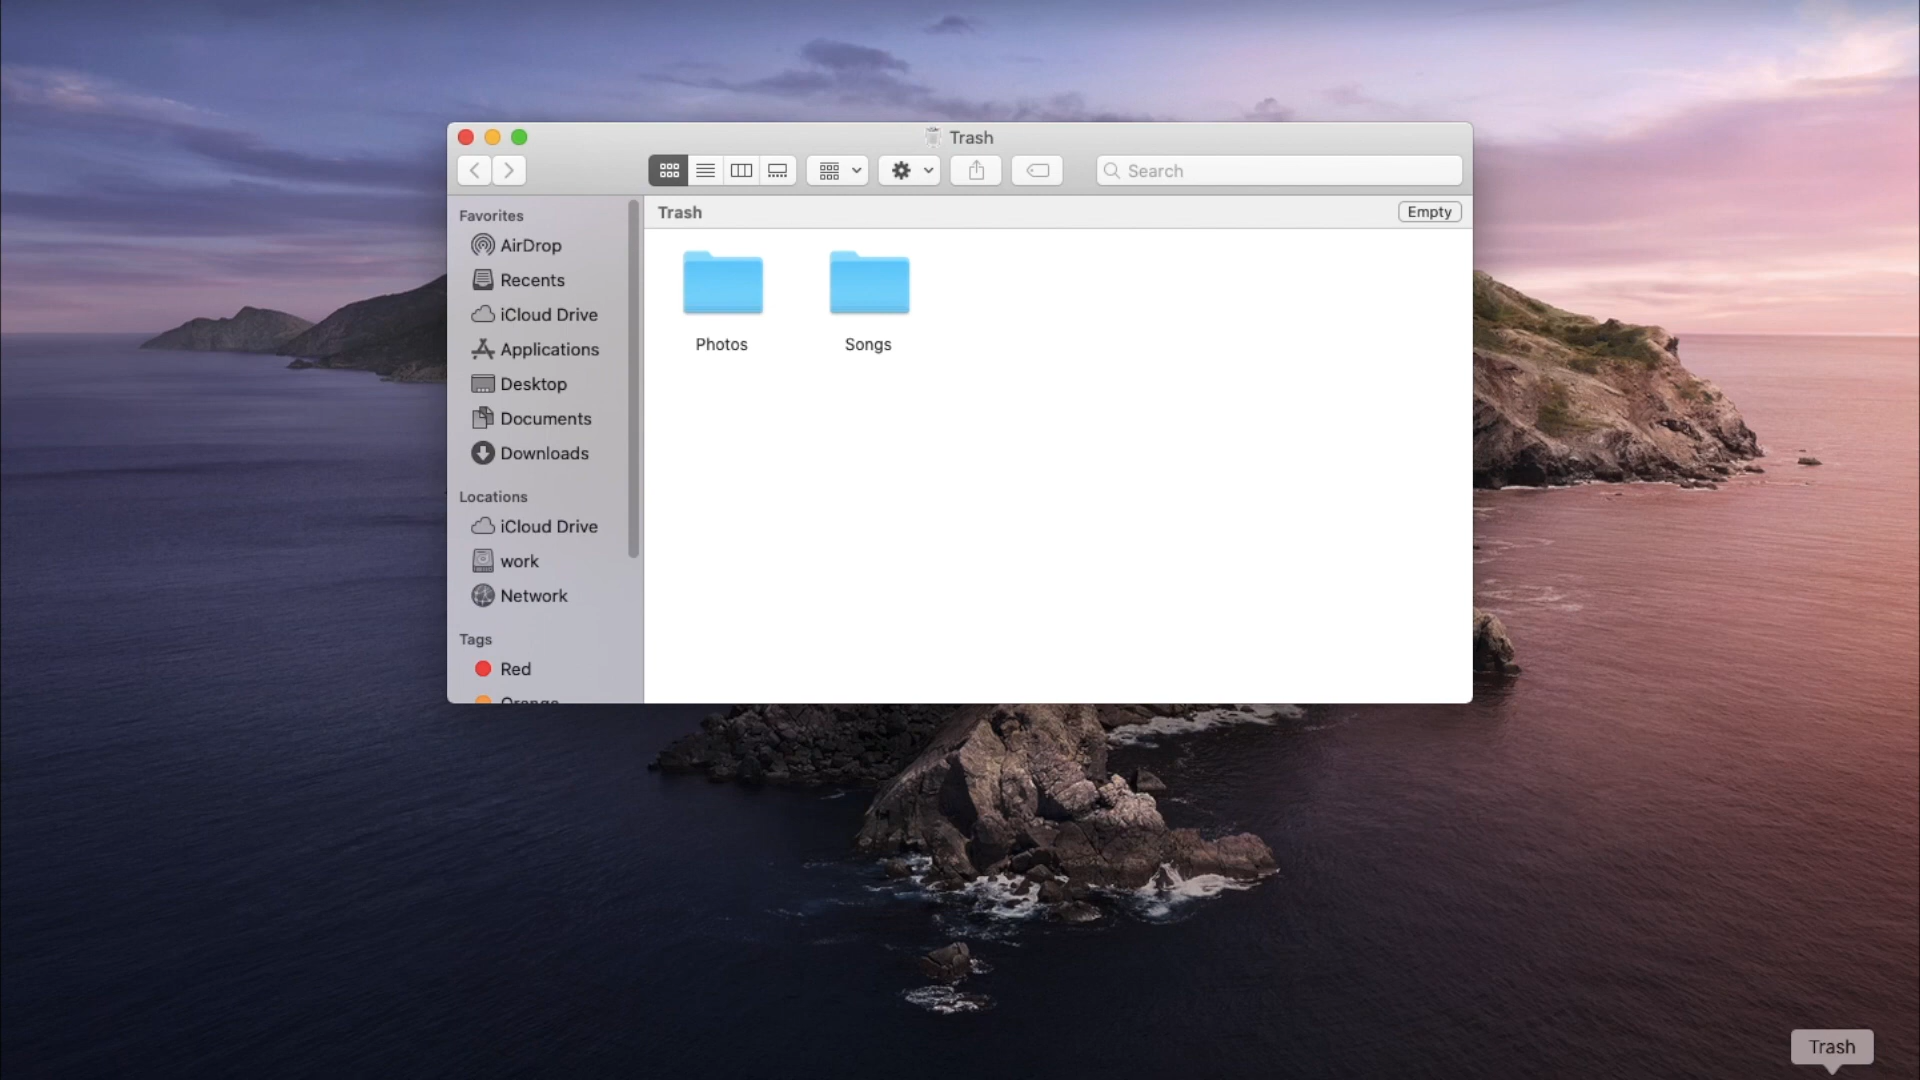 Trash
Search
Favorites
AirDrop
Recents
iCloud Drive
Applications
Desktop
Documents
Downloads
Locations
iCloud Drive
work
Network
Tags
Red
Orange
Trash
Empty
Photos
Songs
Trash